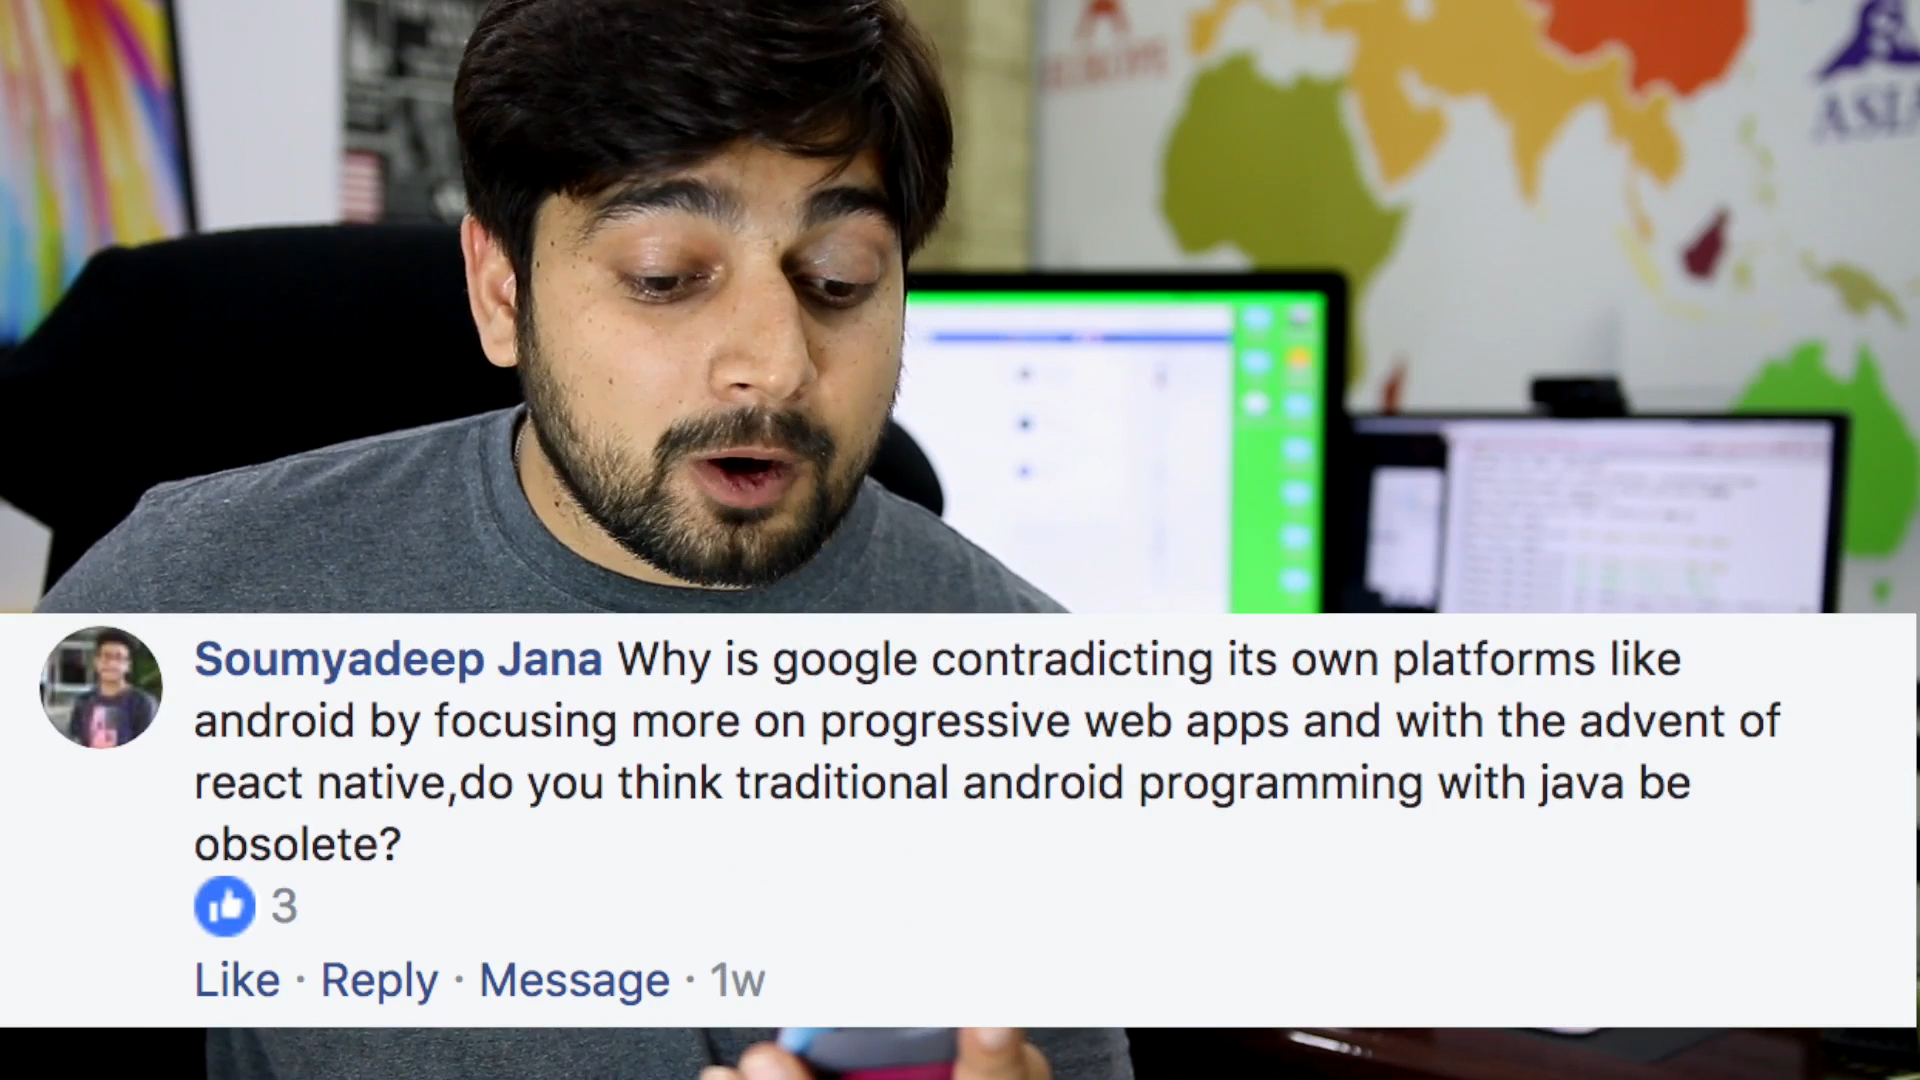 EUROPE
ASIA
Soumyadeep Jana Why is google contradicting its own platforms like
android by focusing more on progressive web apps and with the advent of
react native,do you think traditional android programming with java be
obsolete?
3
Like · Reply · Message · 1w